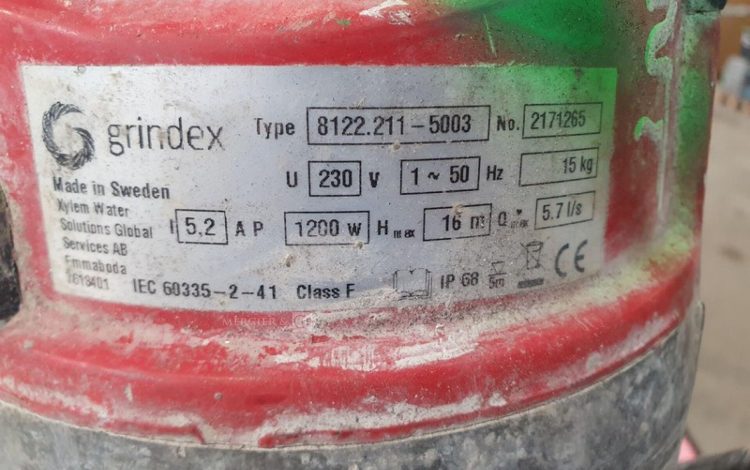 grindex Type 8122.211-5003 No. 2171265
Made in Sweden U 230 V 1~50 Hz 15 kg
Xylem Water
Solutions Global I 5,2 A P 1200 W H max 16 m Q max 5.7 l/s
Services AB
Emmaboda
IEC 60335-2-41 Class F IP 68 5m CE